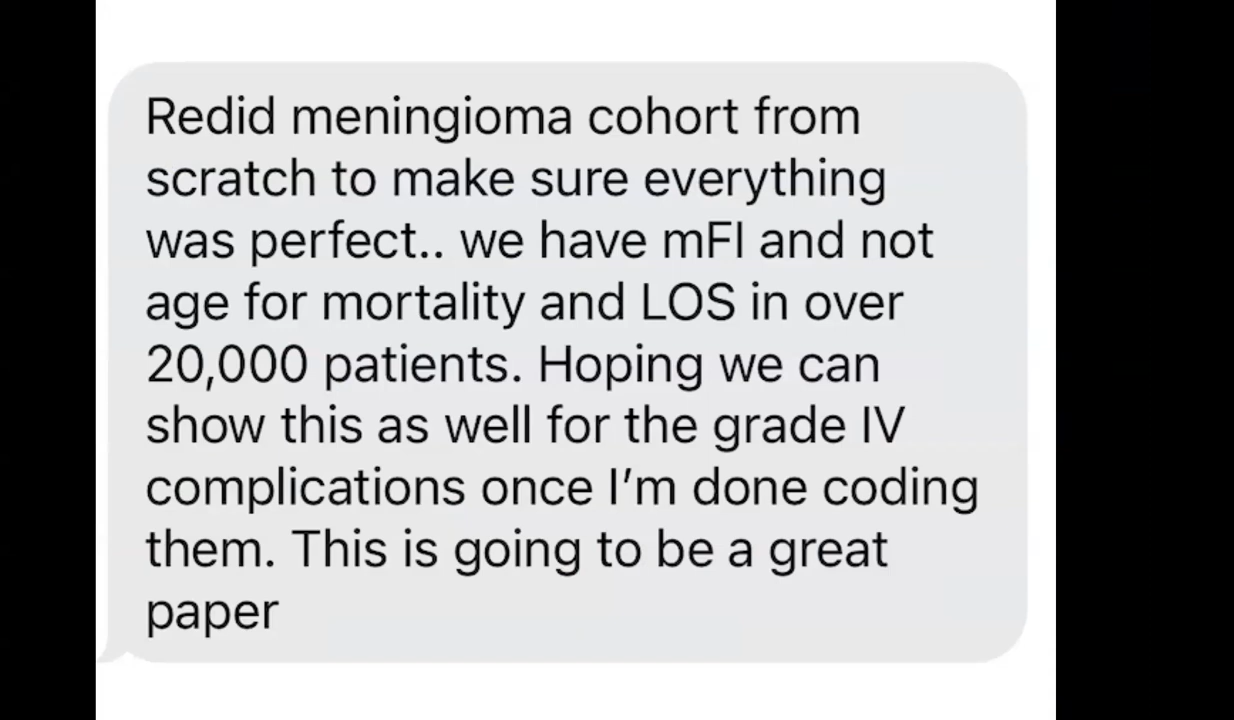 Redid meningioma cohort from
scratch to make sure everything
was perfect.. we have mFI and not
age for mortality and LOS in over
20,000 patients. Hoping we can
show this as well for the grade IV
complications once I’m done coding
them. This is going to be a great
paper